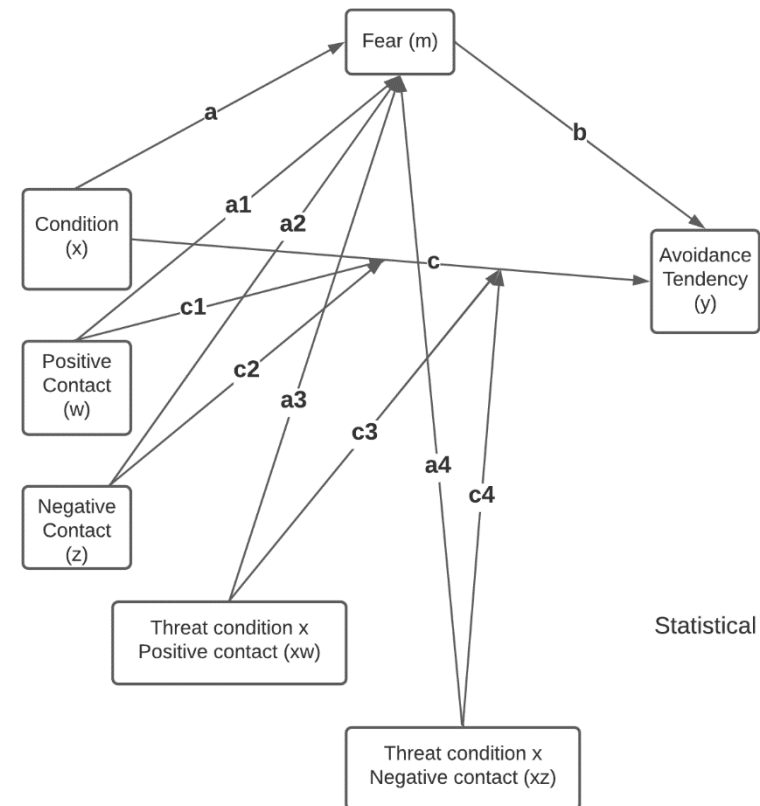 Fear (m)
a
b
Condition
(x)
a1
a2
Avoidance
Tendency
(y)
c
c1
Positive
Contact
(w)
c2
a3
c3
a4
c4
Negative
Contact
(z)
Threat condition x
Positive contact (xw)
Statistical
Threat condition x
Negative contact (xz)